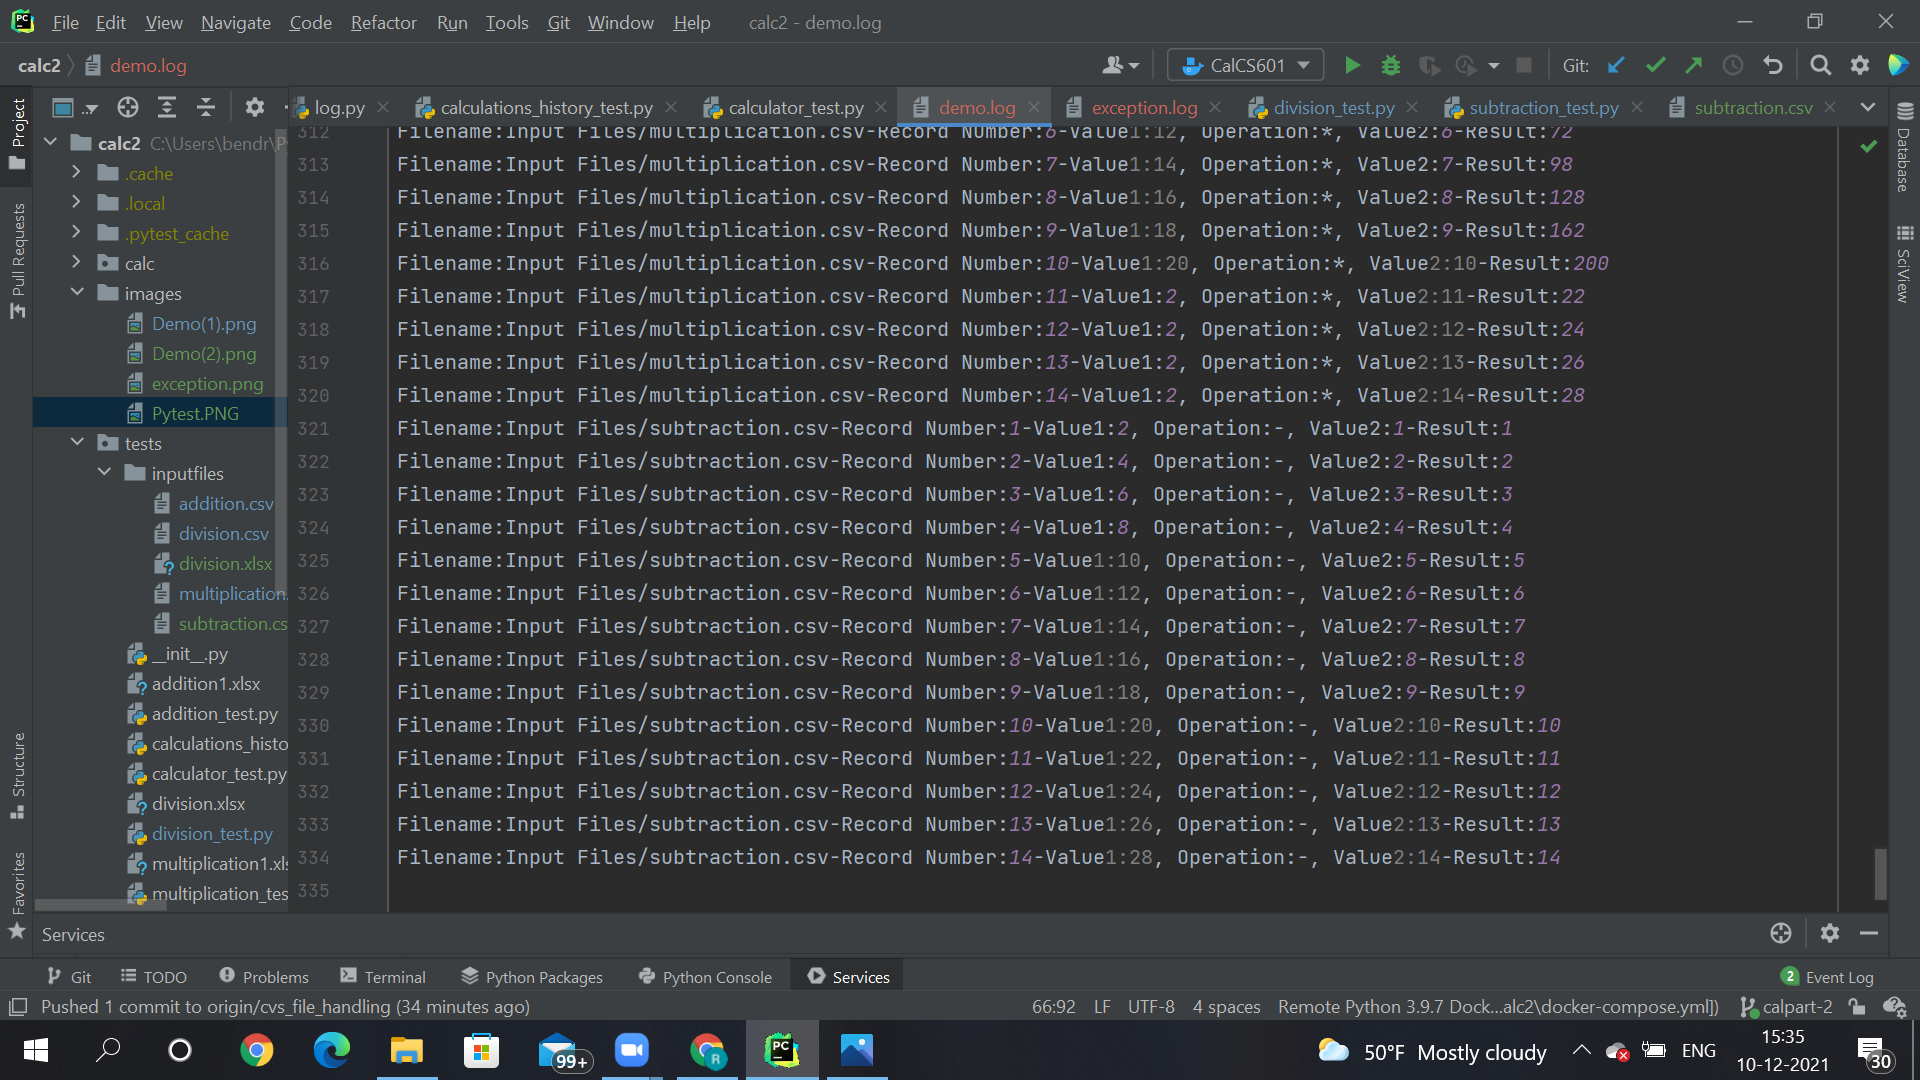 File Edit View Navigate Code Refactor Run Tools Git Window Help calc2 - demo.log
calc2 demo.log CalCS601 Git:
log.py calculations_history_test.py calculator_test.py demo.log exception.log division_test.py subtraction_test.py subtraction.csv
Project
Pull Requests
Structure
Favorites
calc2 C:\Users\bendr\P
.cache
.local
.pytest_cache
calc
images
Demo(1).png
Demo(2).png
exception.png
Pytest.PNG
tests
inputfiles
addition.csv
division.csv
division.xlsx
multiplication.
subtraction.cs
__init__.py
addition1.xlsx
addition_test.py
calculations_histo
calculator_test.py
division.xlsx
division_test.py
multiplication1.xls
multiplication_tes
312 Filename:Input Files/multiplication.csv-Record Number:6-Value1:12, Operation:*, Value2:6-Result:72
313 Filename:Input Files/multiplication.csv-Record Number:7-Value1:14, Operation:*, Value2:7-Result:98
314 Filename:Input Files/multiplication.csv-Record Number:8-Value1:16, Operation:*, Value2:8-Result:128
315 Filename:Input Files/multiplication.csv-Record Number:9-Value1:18, Operation:*, Value2:9-Result:162
316 Filename:Input Files/multiplication.csv-Record Number:10-Value1:20, Operation:*, Value2:10-Result:200
317 Filename:Input Files/multiplication.csv-Record Number:11-Value1:2, Operation:*, Value2:11-Result:22
318 Filename:Input Files/multiplication.csv-Record Number:12-Value1:2, Operation:*, Value2:12-Result:24
319 Filename:Input Files/multiplication.csv-Record Number:13-Value1:2, Operation:*, Value2:13-Result:26
320 Filename:Input Files/multiplication.csv-Record Number:14-Value1:2, Operation:*, Value2:14-Result:28
321 Filename:Input Files/subtraction.csv-Record Number:1-Value1:2, Operation:-, Value2:1-Result:1
322 Filename:Input Files/subtraction.csv-Record Number:2-Value1:4, Operation:-, Value2:2-Result:2
323 Filename:Input Files/subtraction.csv-Record Number:3-Value1:6, Operation:-, Value2:3-Result:3
324 Filename:Input Files/subtraction.csv-Record Number:4-Value1:8, Operation:-, Value2:4-Result:4
325 Filename:Input Files/subtraction.csv-Record Number:5-Value1:10, Operation:-, Value2:5-Result:5
326 Filename:Input Files/subtraction.csv-Record Number:6-Value1:12, Operation:-, Value2:6-Result:6
327 Filename:Input Files/subtraction.csv-Record Number:7-Value1:14, Operation:-, Value2:7-Result:7
328 Filename:Input Files/subtraction.csv-Record Number:8-Value1:16, Operation:-, Value2:8-Result:8
329 Filename:Input Files/subtraction.csv-Record Number:9-Value1:18, Operation:-, Value2:9-Result:9
330 Filename:Input Files/subtraction.csv-Record Number:10-Value1:20, Operation:-, Value2:10-Result:10
331 Filename:Input Files/subtraction.csv-Record Number:11-Value1:22, Operation:-, Value2:11-Result:11
332 Filename:Input Files/subtraction.csv-Record Number:12-Value1:24, Operation:-, Value2:12-Result:12
333 Filename:Input Files/subtraction.csv-Record Number:13-Value1:26, Operation:-, Value2:13-Result:13
334 Filename:Input Files/subtraction.csv-Record Number:14-Value1:28, Operation:-, Value2:14-Result:14
335
Database
SciView
Services
Git TODO Problems Terminal Python Packages Python Console Services 2 Event Log
Pushed 1 commit to origin/cvs_file_handling (34 minutes ago) 66:92 LF UTF-8 4 spaces Remote Python 3.9.7 Dock...alc2\docker-compose.yml]) calpart-2
99+ R PC 50°F Mostly cloudy ENG 15:35
10-12-2021 30